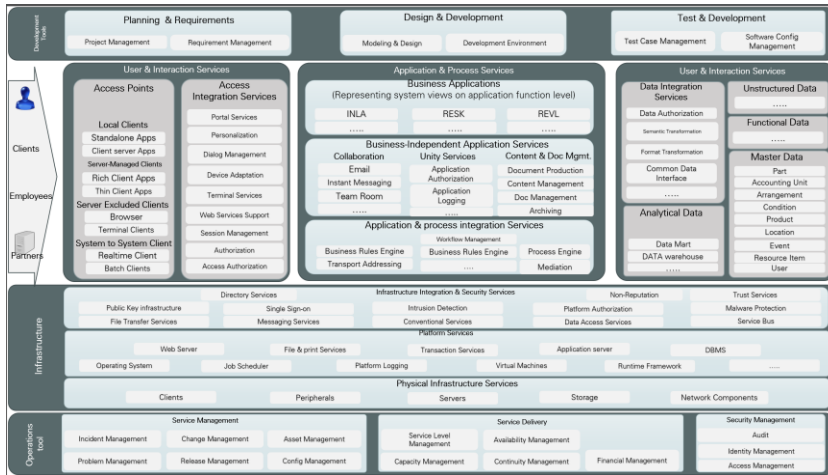 Development
Tools
Planning & Requirements
Project Management
Requirement Management
Design & Development
Modeling & Design
Development Environment
Test & Development
Test Case Management
Software Config
Management
Clients
Employees
Partners
User & Interaction Services
Access Points
Local Clients
Standalone Apps
Client server Apps
Server-Managed Clients
Rich Client Apps
Thin Client Apps
Server Excluded Clients
Browser
Terminal Clients
System to System Client
Realtime Client
Batch Clients
Access
Integration Services
Portal Services
Personalization
Dialog Management
Device Adaptation
Terminal Services
Web Services Support
Session Management
Authorization
Access Authorization
Application & Process Services
Business Applications
(Representing system views on application function level)
INLA
RESK
REVL
.....
.....
.....
Business-Independent Application Services
Collaboration
Email
Instant Messaging
Team Room
.....
Unity Services
Application
Authorization
Application
Logging
.....
Content & Doc Mgmt.
Document Production
Content Management
Doc Management
Archiving
Application & process integration Services
Workflow Management
Business Rules Engine
Business Rules Engine
Process Engine
Transport Addressing
.....
Mediation
User & Interaction Services
Data Integration
Services
Data Authorization
Semantic Transformation
Format Transformation
Common Data
Interface
.....
Analytical Data
Data Mart
DATA warehouse
.....
Unstructured Data
.....
Functional Data
.....
Master Data
Part
Accounting Unit
Arrangement
Condition
Product
Location
Event
Resource Item
User
Infrastructure
Infrastructure Integration & Security Services
Directory Services
Non-Reputation
Trust Services
Public Key infrastructure
Single Sign-on
Intrusion Detection
Platform Authorization
Malware Protection
File Transfer Services
Messaging Services
Conventional Services
Data Access Services
Service Bus
Platform Services
Web Server
File & print Services
Transaction Services
Application server
DBMS
Operating System
Job Scheduler
Platform Logging
Virtual Machines
Runtime Framework
.....
Physical Infrastructure Services
Clients
Peripherals
Servers
Storage
Network Components
Operations
tool
Service Management
Incident Management
Change Management
Asset Management
Problem Management
Release Management
Config Management
Service Delivery
Service Level
Management
Availability Management
Capacity Management
Continuity Management
Financial Management
Security Management
Audit
Identity Management
Access Management